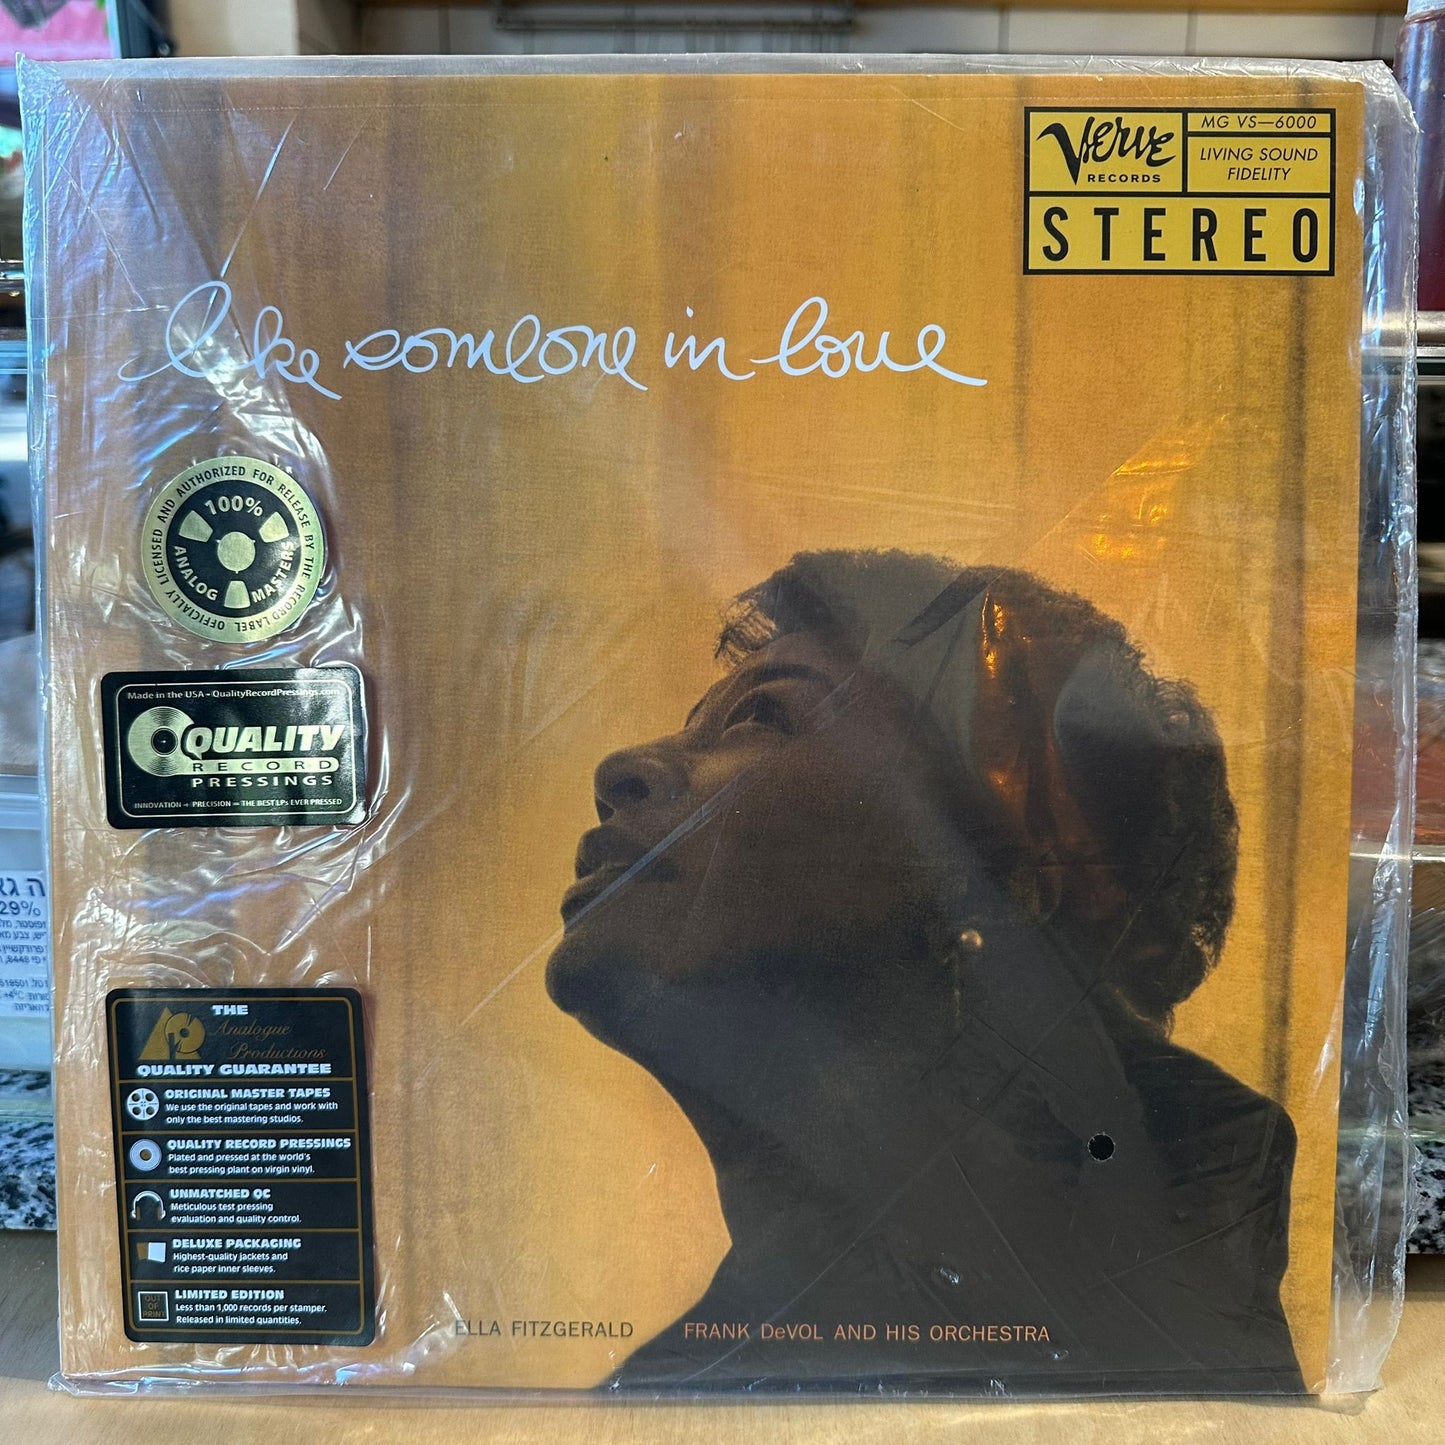 Verve
RECORDS
MG VS—6000
LIVING SOUND
FIDELITY
STEREO
like someone in love
OFFICIALLY LICENSED AND AUTHORIZED FOR RELEASE BY THE RECORD LABEL
100%
ANALOG MASTERS
Made in the USA - QualityRecordPressings.com
QUALITY
RECORD
PRESSINGS
INNOVATION + PRECISION = THE BEST LPs EVER PRESSED
THE
Analogue
Productions
QUALITY GUARANTEE
ORIGINAL MASTER TAPES
We use the original tapes and work with
only the best mastering studios.
QUALITY RECORD PRESSINGS
Plated and pressed at the world's
best pressing plant on virgin vinyl.
UNMATCHED QC
Meticulous test pressing
evaluation and quality control.
DELUXE PACKAGING
Highest-quality jackets and
rice paper inner sleeves.
OUT
OF
PRINT
LIMITED EDITION
Less than 1,000 records per stamper.
Released in limited quantities.
ELLA FITZGERALD FRANK DeVOL AND HIS ORCHESTRA
29%